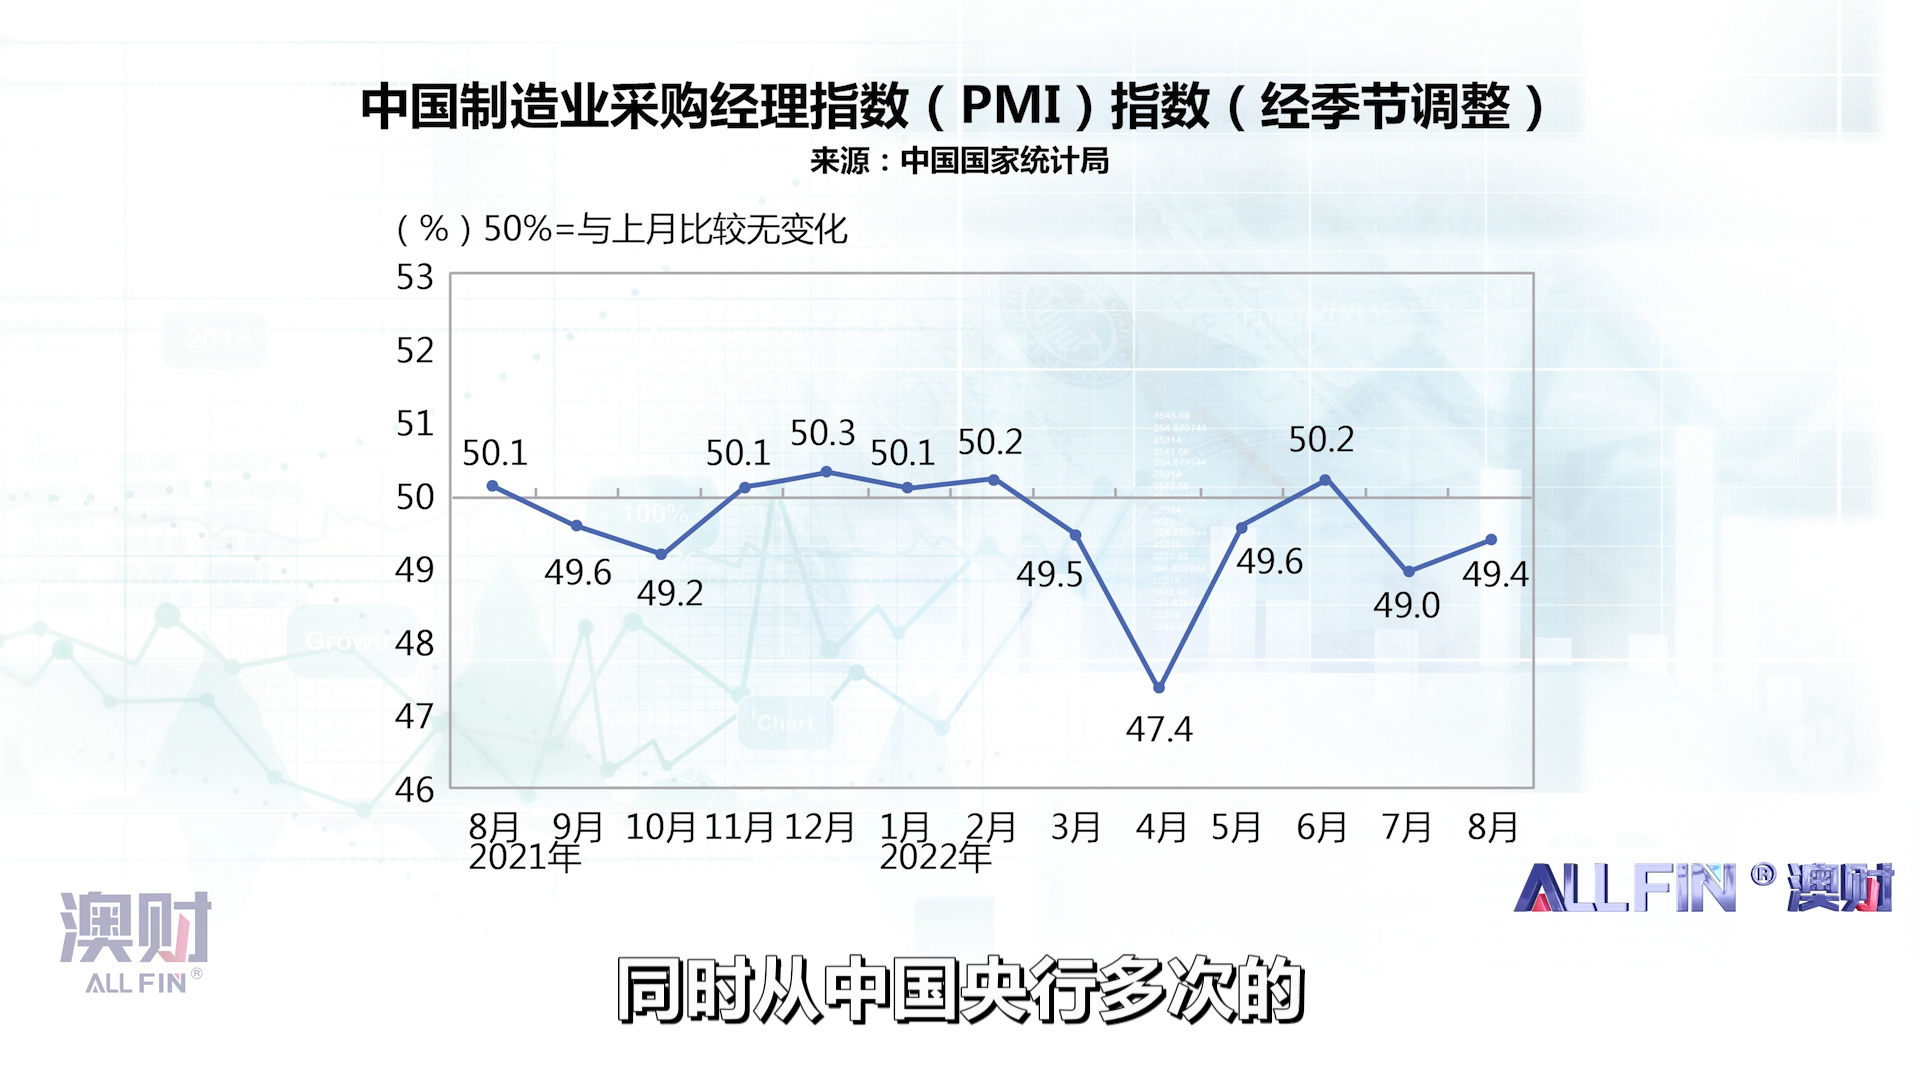 中国制造业采购经理指数（PMI）指数（经季节调整）
来源：中国国家统计局
（%）50%=与上月比较无变化
53
52
51
50
49
48
47
46
50.1
49.6
49.2
50.1
50.3
50.1
50.2
49.5
47.4
49.6
50.2
49.0
49.4
8月 9月 10月 11月 12月 1月 2月 3月 4月 5月 6月 7月 8月
2021年 2022年
2016
100%
Growth
Chart
澳财
ALL FIN®
ALLFIN®澳财
同时从中国央行多次的